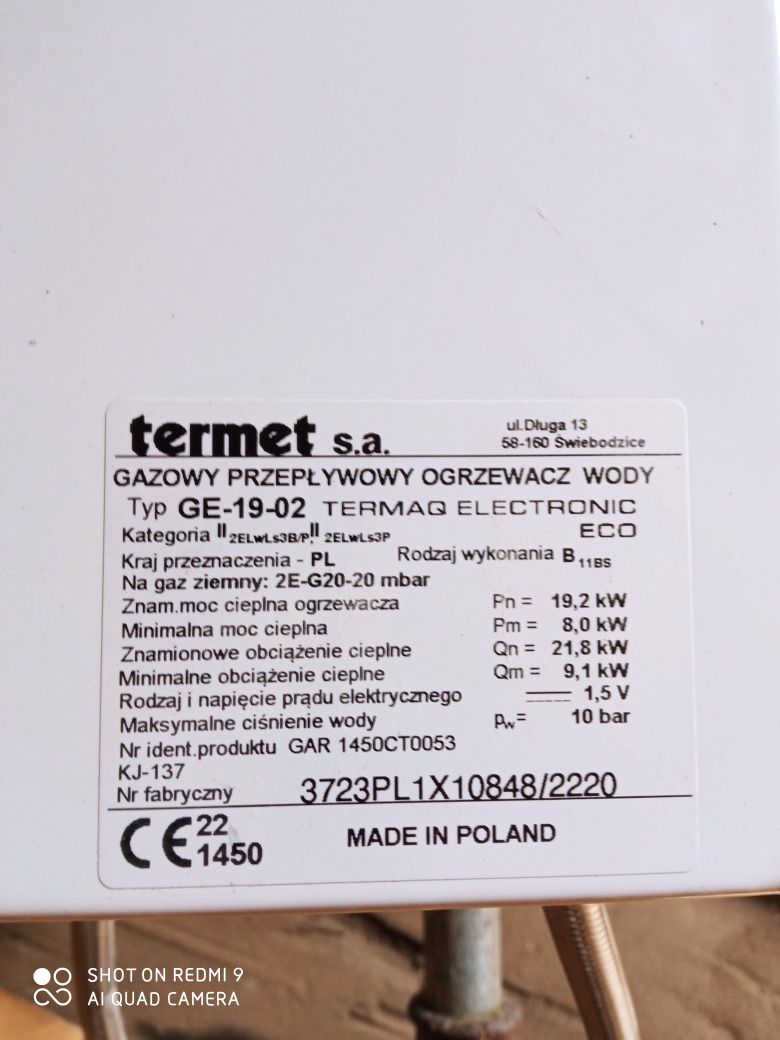 termet s.a.
ul.Długa 13
58-160 Świebodzice
GAZOWY PRZEPŁYWOWY OGRZEWACZ WODY
Typ GE-19-02 TERMAQ ELECTRONIC
ECO
Kategoria II2ELwLs3B/P,II 2ELwLs3P
Kraj przeznaczenia - PL Rodzaj wykonania B11BS
Na gaz ziemny: 2E-G20-20 mbar
Znam.moc cieplna ogrzewacza Pn = 19,2 kW
Minimalna moc cieplna Pm = 8,0 kW
Znamionowe obciążenie cieplne Qn = 21,8 kW
Minimalne obciążenie cieplne Qm = 9,1 kW
Rodzaj i napięcie prądu elektrycznego 1,5 V
Maksymalne ciśnienie wody pw= 10 bar
Nr ident.produktu GAR 1450CT0053
KJ-137
Nr fabryczny 3723PL1X10848/2220
CE 22
1450
MADE IN POLAND
SHOT ON REDMI 9
AI QUAD CAMERA